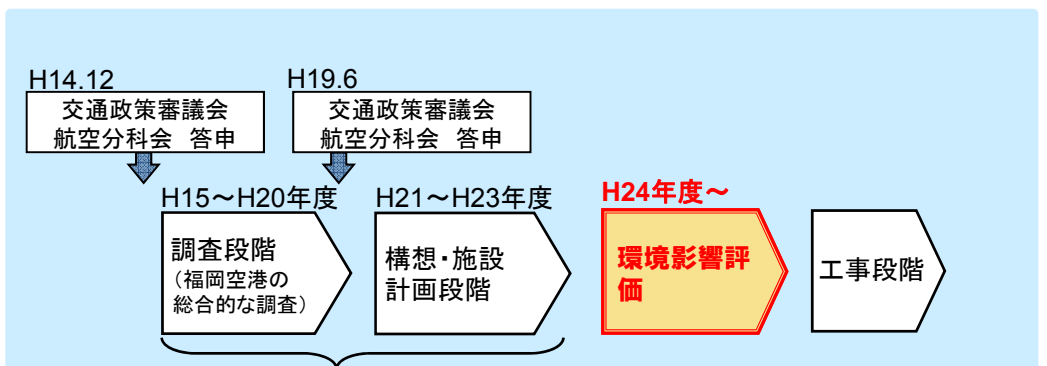 H14.12
交通政策審議会
航空分科会 答申
H19.6
交通政策審議会
航空分科会 答申
H15～H20年度
調査段階
(福岡空港の
総合的な調査)
H21～H23年度
構想・施設
計画段階
H24年度～
環境影響評
価
工事段階